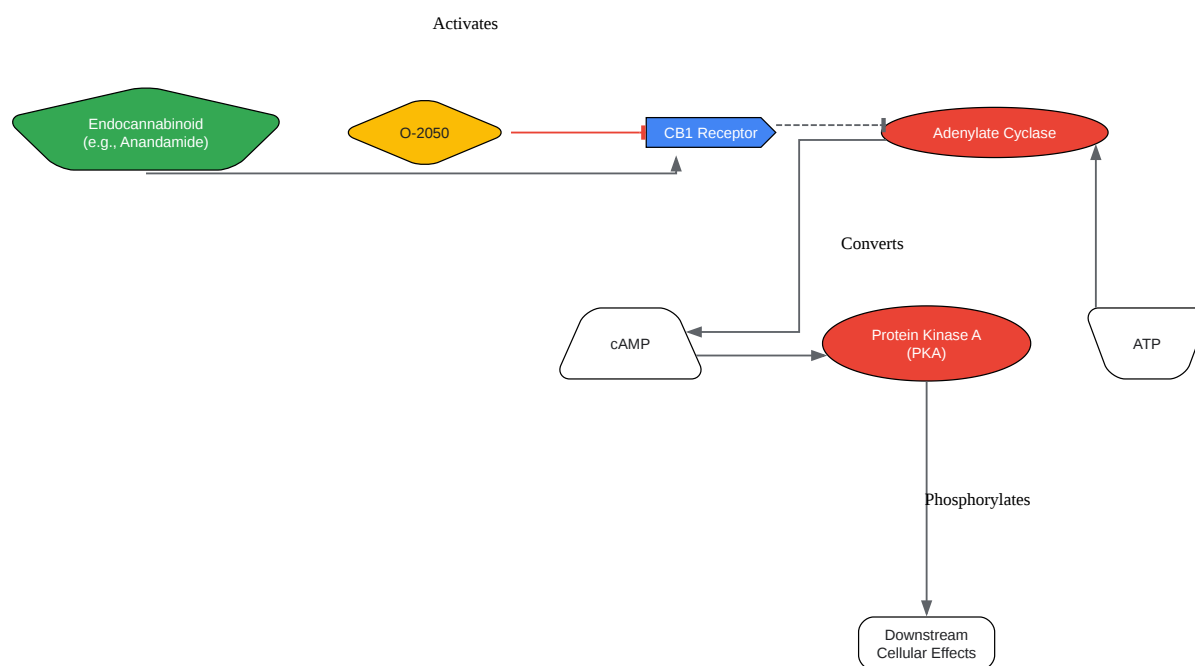 Activates
Endocannabinoid
(e.g., Anandamide)
O-2050
CB1 Receptor
Adenylate Cyclase
Converts
cAMP
Protein Kinase A
(PKA)
ATP
Phosphorylates
Downstream
Cellular Effects